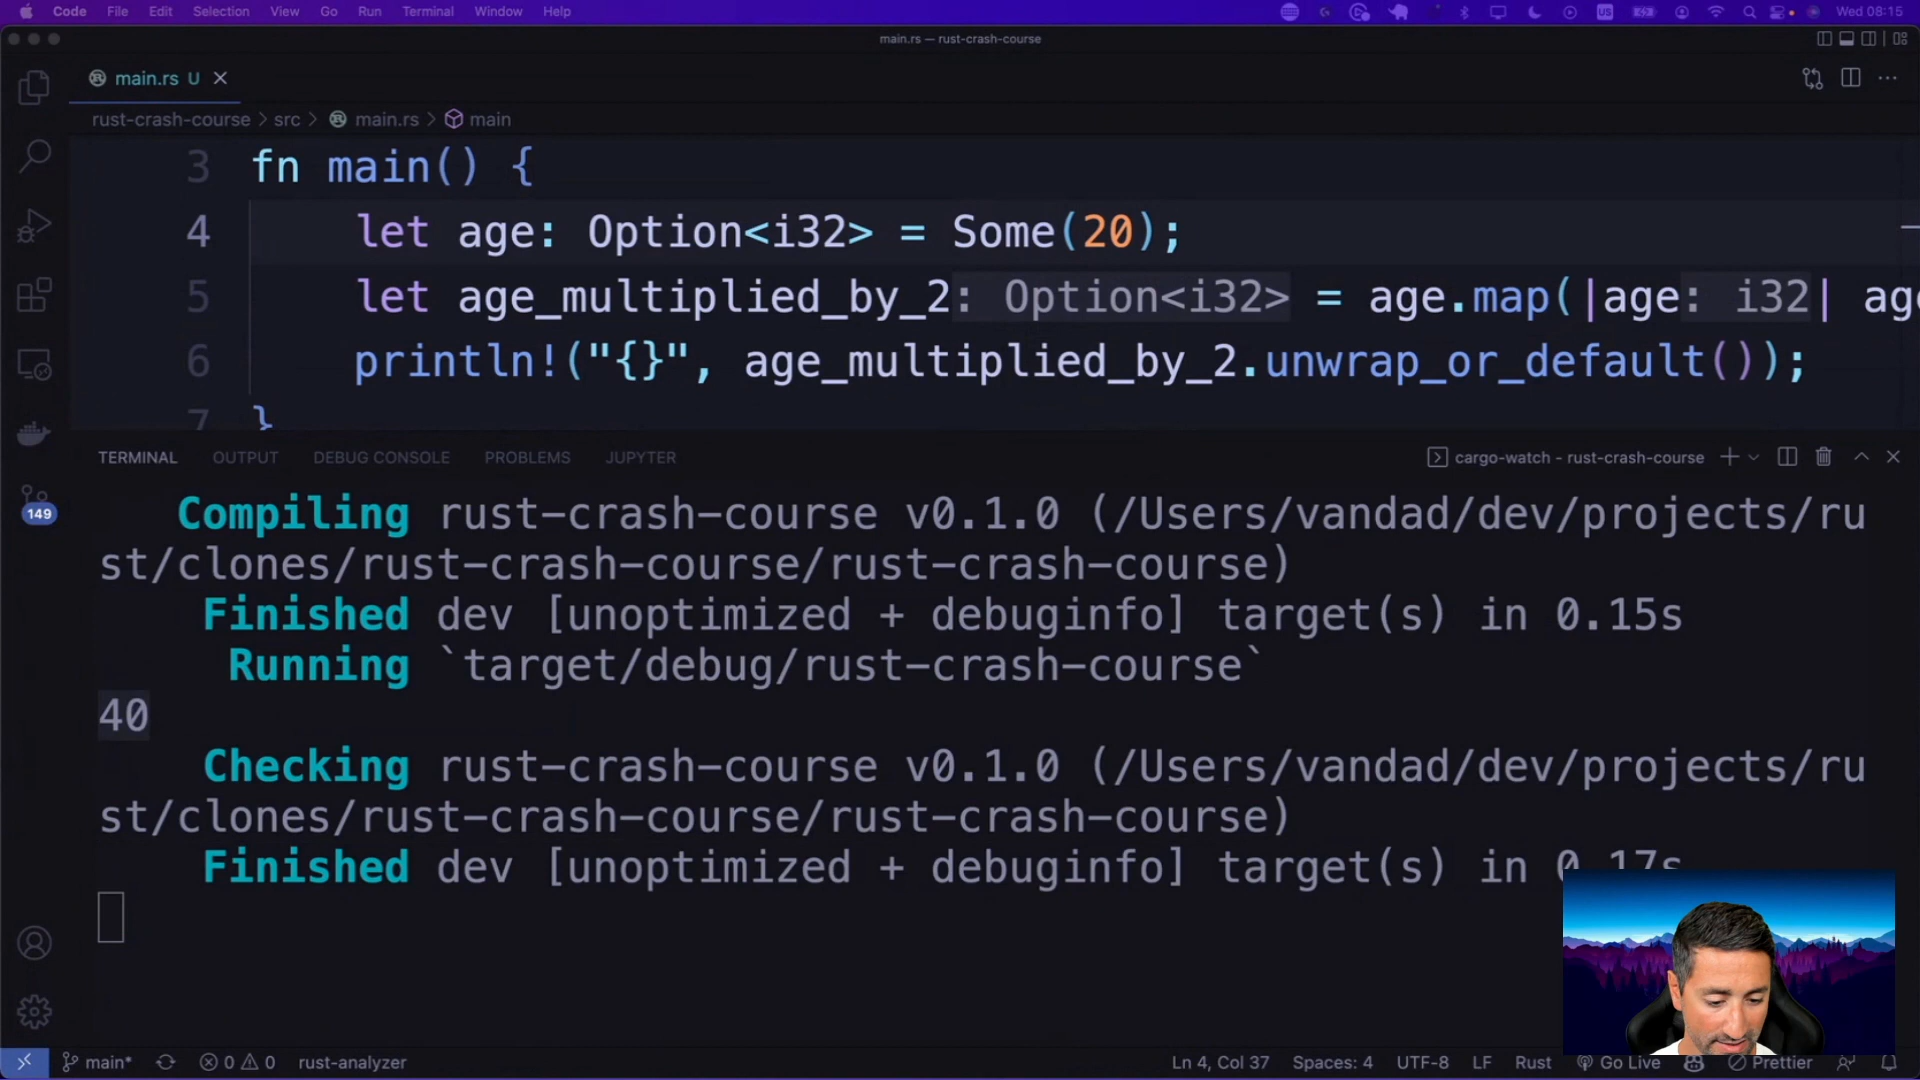 Code File Edit Selection View Go Run Terminal Window Help Wed 08:15
main.rs — rust-crash-course
main.rs U
rust-crash-course > src > main.rs > main
3 fn main() {
4 let age: Option<i32> = Some(20);
5 let age_multiplied_by_2: Option<i32> = age.map(|age: i32| ag
6 println!("{}", age_multiplied_by_2.unwrap_or_default());
7 }
TERMINAL OUTPUT DEBUG CONSOLE PROBLEMS JUPYTER cargo-watch - rust-crash-course
Compiling rust-crash-course v0.1.0 (/Users/vandad/dev/projects/ru
st/clones/rust-crash-course/rust-crash-course)
Finished dev [unoptimized + debuginfo] target(s) in 0.15s
Running `target/debug/rust-crash-course`
40
Checking rust-crash-course v0.1.0 (/Users/vandad/dev/projects/ru
st/clones/rust-crash-course/rust-crash-course)
Finished dev [unoptimized + debuginfo] target(s) in 0.17s
149
main* 0 0 rust-analyzer Ln 4, Col 37 Spaces: 4 UTF-8 LF Rust Go Live Prettier